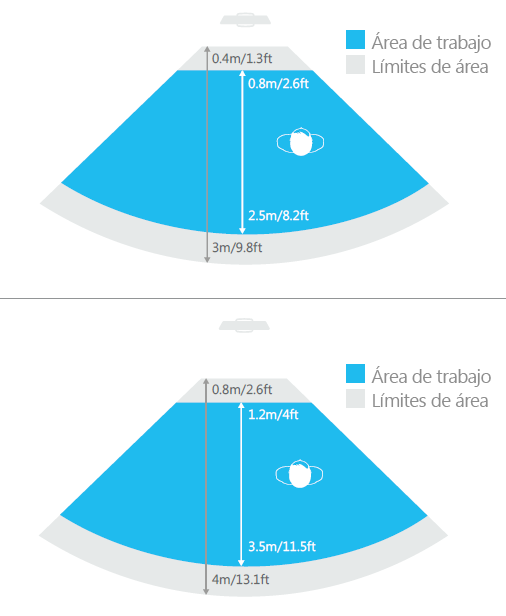 Área de trabajo
Límites de área
0.4m/1.3ft
0.8m/2.6ft
2.5m/8.2ft
3m/9.8ft
Área de trabajo
Límites de área
0.8m/2.6ft
1.2m/4ft
3.5m/11.5ft
4m/13.1ft